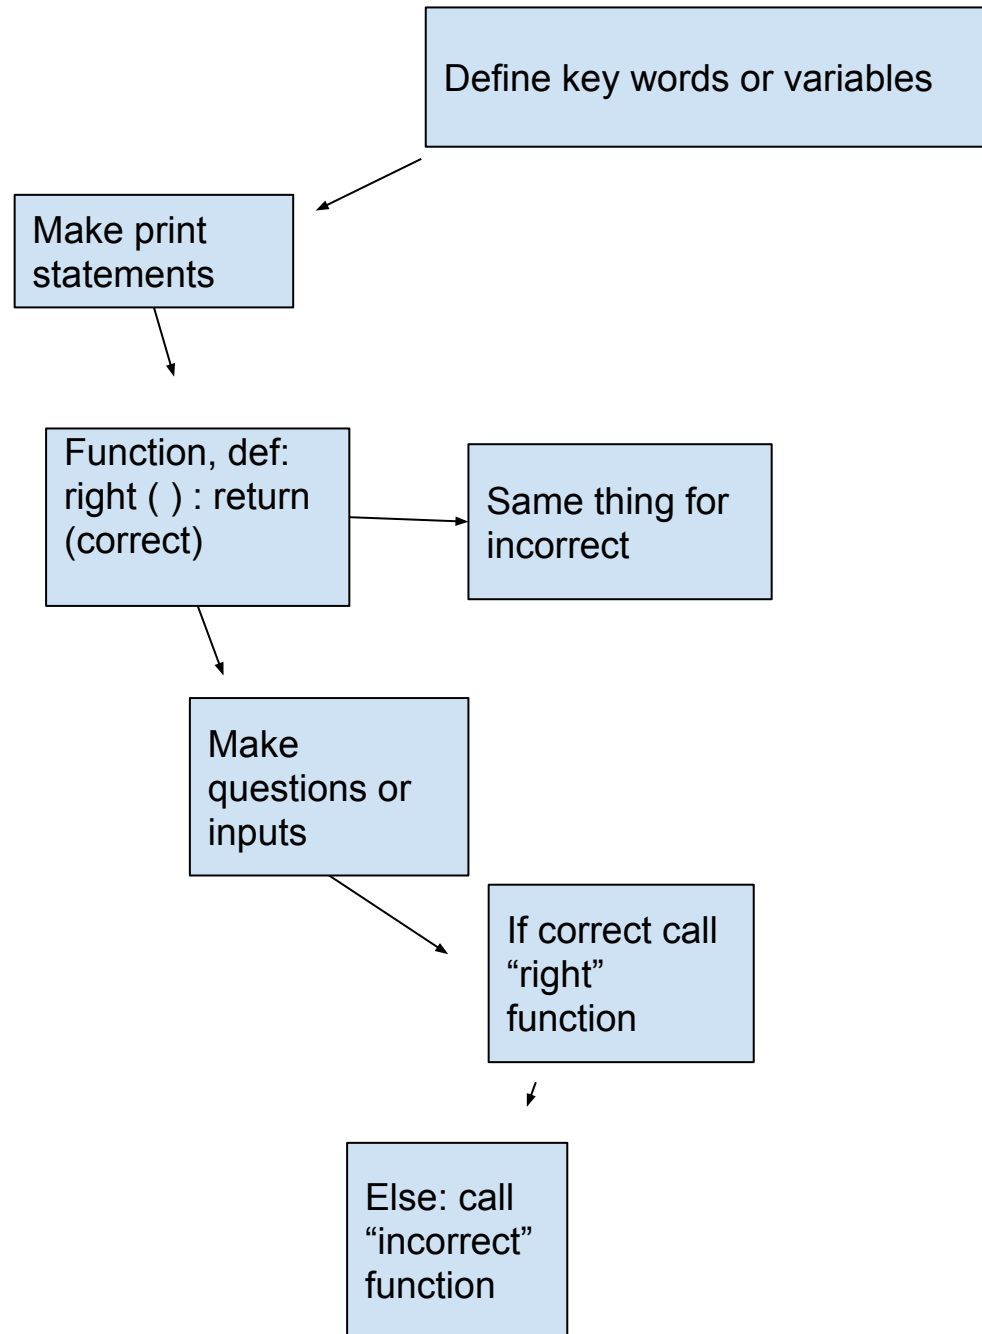 Define key words or variables
Make print
statements
Function, def:
right ( ) : return
(correct)
Same thing for
incorrect
Make
questions or
inputs
If correct call
“right”
function
Else: call
“incorrect”
function